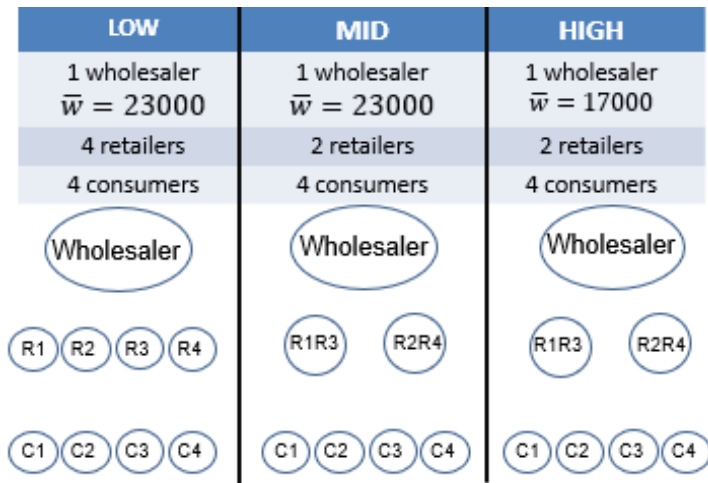 LOW MID HIGH
1 wholesaler 1 wholesaler 1 wholesaler
w̅ = 23000 w̅ = 23000 w̅ = 17000
4 retailers 2 retailers 2 retailers
4 consumers 4 consumers 4 consumers
Wholesaler Wholesaler Wholesaler
R1 R2 R3 R4 R1R3 R2R4 R1R3 R2R4
C1 C2 C3 C4 C1 C2 C3 C4 C1 C2 C3 C4